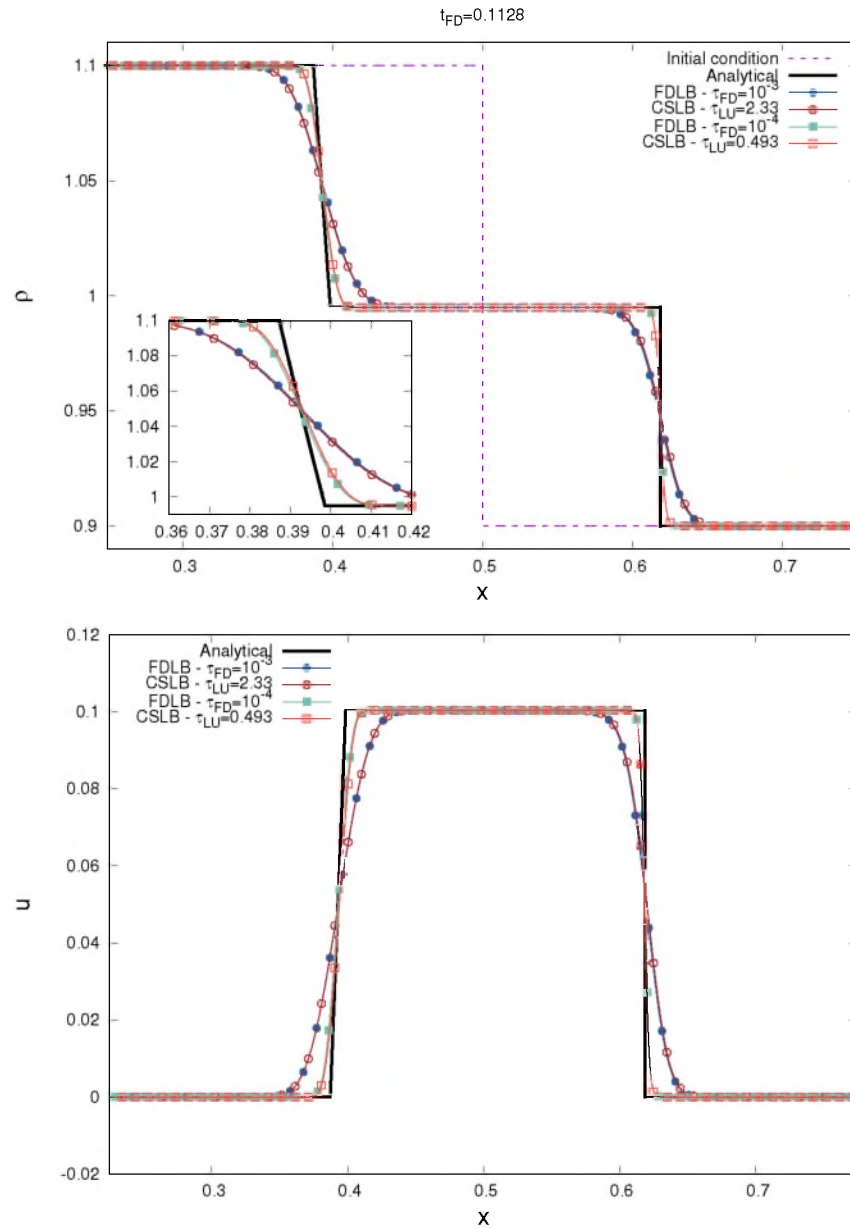 t_FD=0.1128
1.1
1.05
1
0.95
0.9
ρ
Initial condition
Analytical
FDLB - τ_FD=10^-3
CSLB - τ_LU=2.33
FDLB - τ_FD=10^-4
CSLB - τ_LU=0.493
1.1
1.08
1.06
1.04
1.02
1
0.36 0.37 0.38 0.39 0.4 0.41 0.42
0.3 0.4 0.5 0.6 0.7
x
0.12
0.1
0.08
0.06
0.04
0.02
0
-0.02
u
Analytical
FDLB - τ_FD=10^-3
CSLB - τ_LU=2.33
FDLB - τ_FD=10^-4
CSLB - τ_LU=0.493
0.3 0.4 0.5 0.6 0.7
x